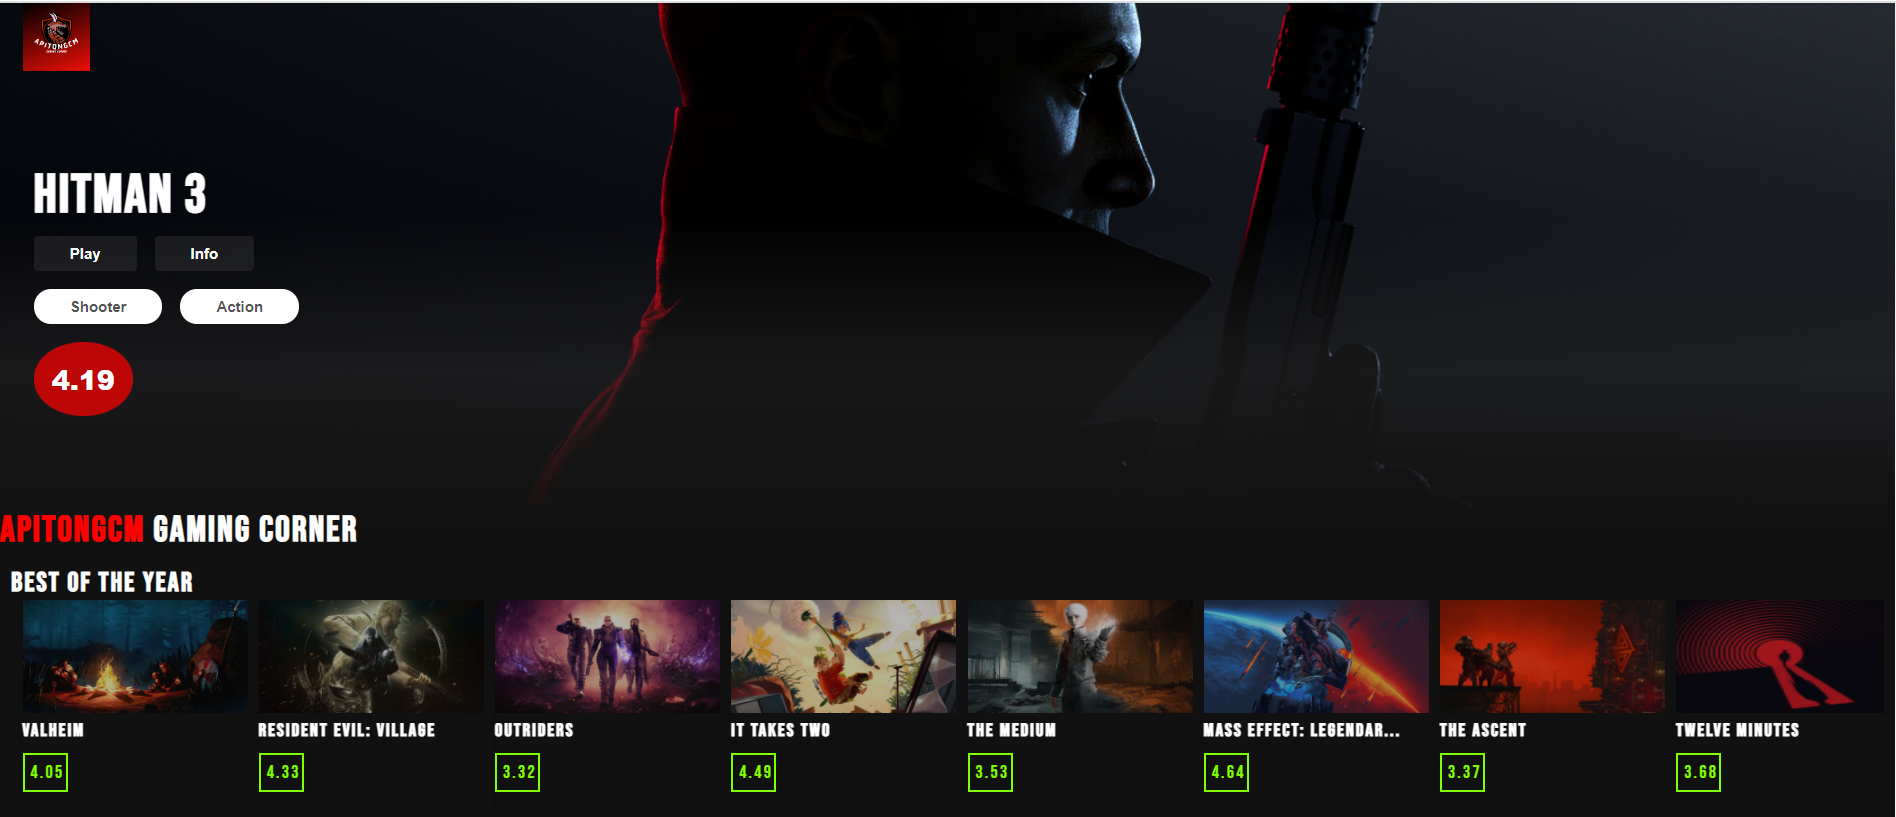 APITONGCM
GAMING CORNER
HITMAN 3
Play Info
Shooter Action
4.19
APITONGCM GAMING CORNER
BEST OF THE YEAR
VALHEIM RESIDENT EVIL: VILLAGE OUTRIDERS IT TAKES TWO THE MEDIUM MASS EFFECT: LEGENDAR... THE ASCENT TWELVE MINUTES
4.05 4.33 3.32 4.49 3.53 4.64 3.37 3.68